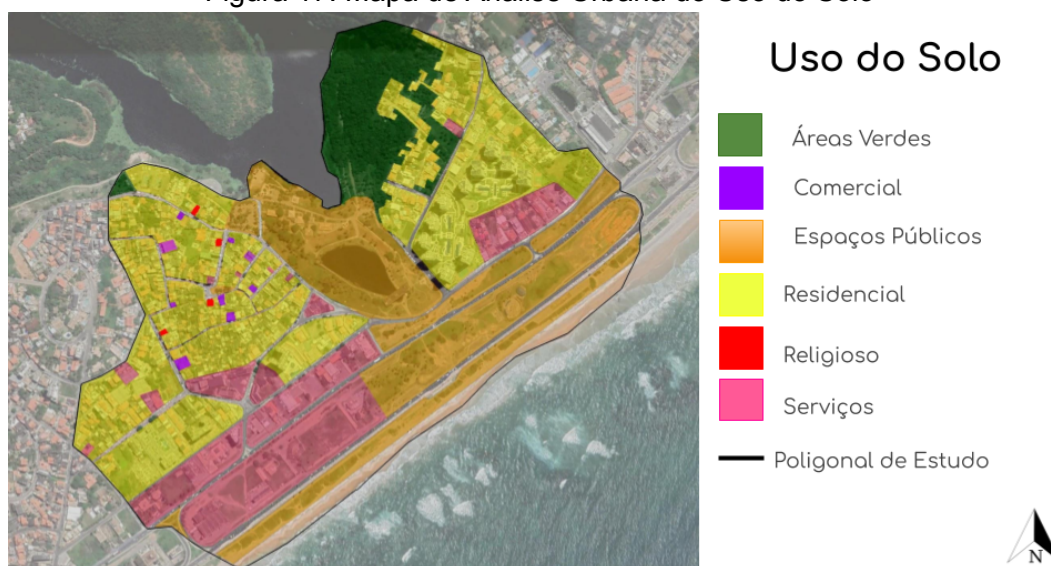 Uso do Solo
Áreas Verdes
Comercial
Espaços Públicos
Residencial
Religioso
Serviços
Poligonal de Estudo
N